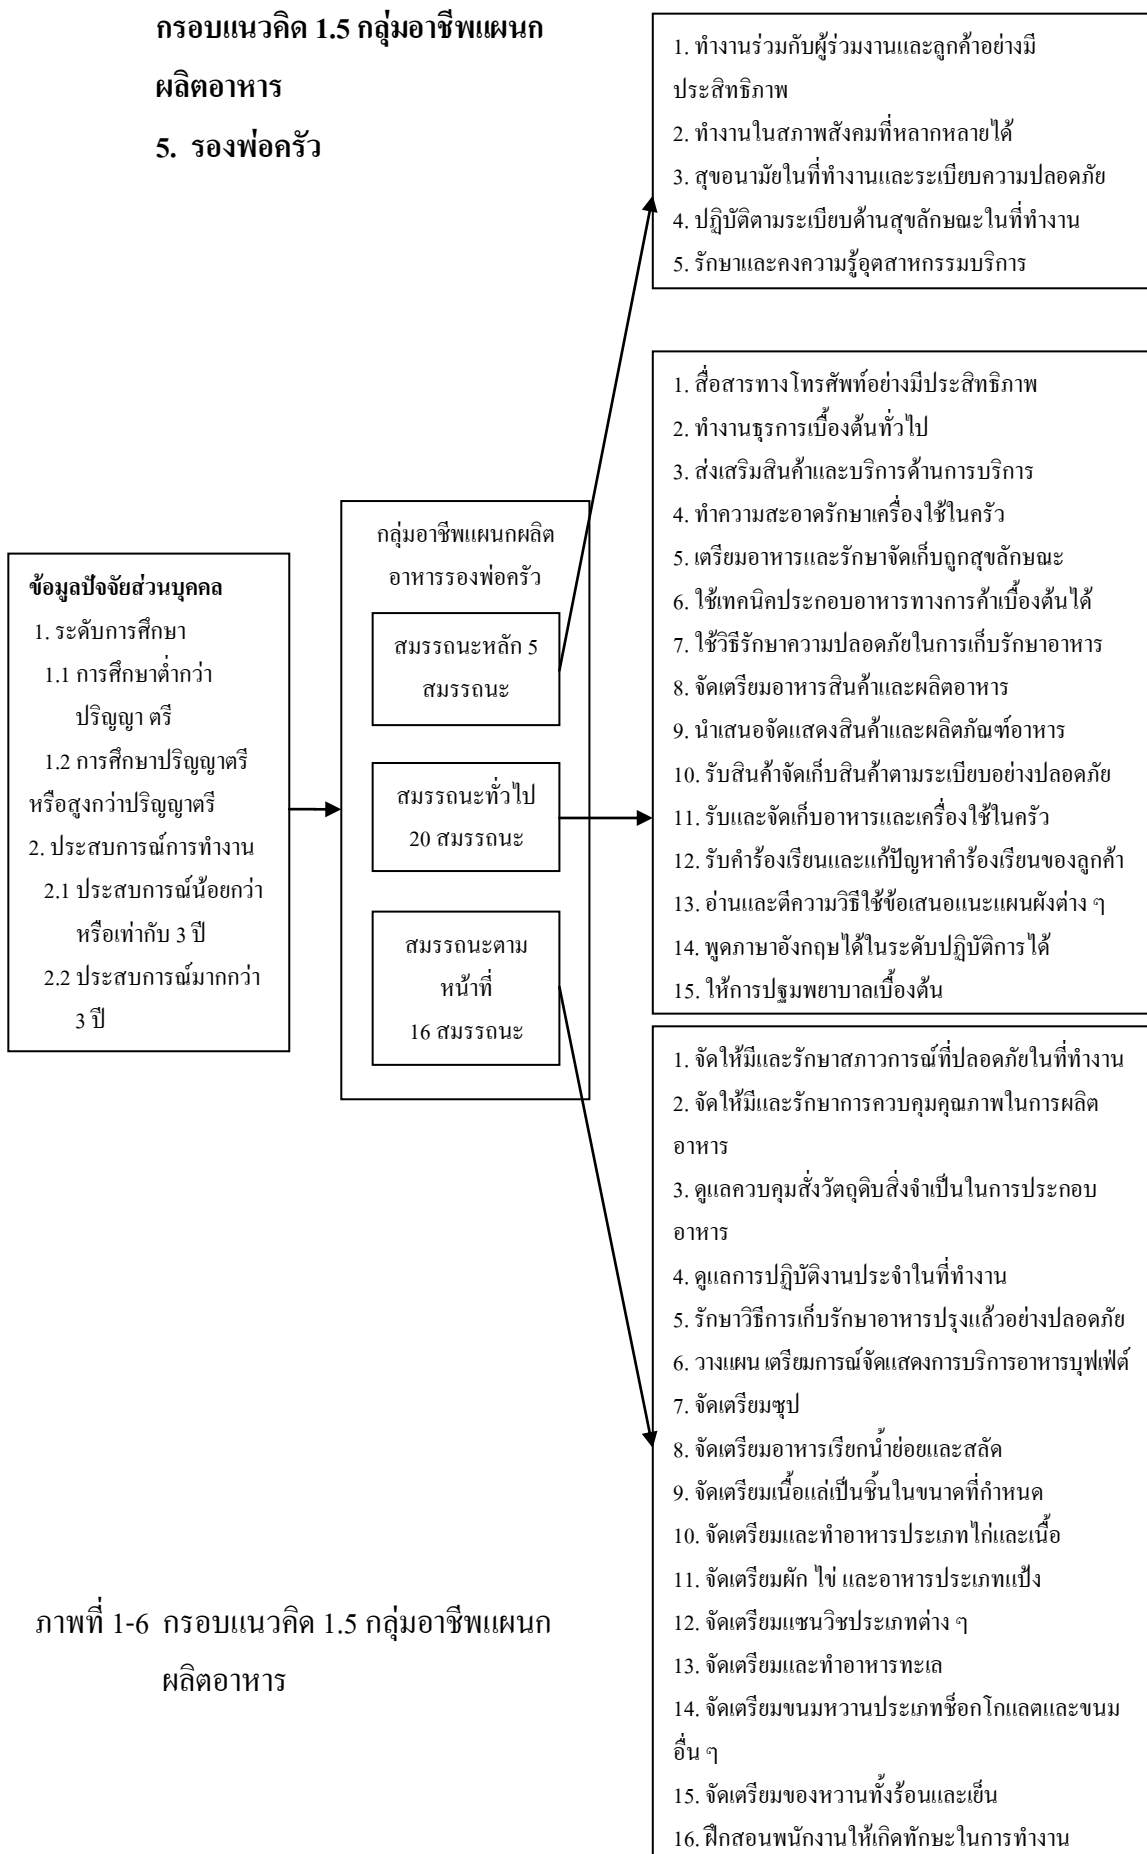 กรอบแนวคิด 1.5 กลุ่มอาชีพแผนก
ผลิตอาหาร
5. รองพ่อครัว
1. ทำงานร่วมกับผู้ร่วมงานและลูกค้าอย่างมี
ประสิทธิภาพ
2. ทำงานในสภาพสังคมที่หลากหลายได้
3. สุขอนามัยในที่ทำงานและระเบียบความปลอดภัย
4. ปฏิบัติตามระเบียบด้านสุขลักษณะในที่ทำงาน
5. รักษาและคงความรู้อุตสาหกรรมบริการ
ข้อมูลปัจจัยส่วนบุคคล
1. ระดับการศึกษา
1.1 การศึกษาต่ำกว่า
ปริญญา ตรี
1.2 การศึกษาปริญญาตรี
หรือสูงกว่าปริญญาตรี
2. ประสบการณ์การทำงาน
2.1 ประสบการณ์น้อยกว่า
หรือเท่ากับ 3 ปี
2.2 ประสบการณ์มากกว่า
3 ปี
กลุ่มอาชีพแผนกผลิต
อาหารรองพ่อครัว
สมรรถนะหลัก 5
สมรรถนะ
สมรรถนะทั่วไป
20 สมรรถนะ
สมรรถนะตาม
หน้าที่
16 สมรรถนะ
1. สื่อสารทางโทรศัพท์อย่างมีประสิทธิภาพ
2. ทำงานธุรการเบื้องต้นทั่วไป
3. ส่งเสริมสินค้าและบริการด้านการบริการ
4. ทำความสะอาดรักษาเครื่องใช้ในครัว
5. เตรียมอาหารและรักษาจัดเก็บถูกสุขลักษณะ
6. ใช้เทคนิคประกอบอาหารทางการค้าเบื้องต้นได้
7. ใช้วิธีรักษาความปลอดภัยในการเก็บรักษาอาหาร
8. จัดเตรียมอาหารสินค้าและผลิตอาหาร
9. นำเสนอจัดแสดงสินค้าและผลิตภัณฑ์อาหาร
10. รับสินค้าจัดเก็บสินค้าตามระเบียบอย่างปลอดภัย
11. รับและจัดเก็บอาหารและเครื่องใช้ในครัว
12. รับคำร้องเรียนและแก้ปัญหาคำร้องเรียนของลูกค้า
13. อ่านและตีความวิธีใช้ข้อเสนอแนะแผนผังต่าง ๆ
14. พูดภาษาอังกฤษได้ในระดับปฏิบัติการได้
15. ให้การปฐมพยาบาลเบื้องต้น
1. จัดให้มีและรักษาสภาวการณ์ที่ปลอดภัยในที่ทำงาน
2. จัดให้มีและรักษาการควบคุมคุณภาพในการผลิต
อาหาร
3. ดูแลควบคุมสั่งวัตถุดิบสิ่งจำเป็นในการประกอบ
อาหาร
4. ดูแลการปฏิบัติงานประจำในที่ทำงาน
5. รักษาวิธีการเก็บรักษาอาหารปรุงแล้วอย่างปลอดภัย
6. วางแผน เตรียมการณ์จัดแสดงการบริการอาหารบุฟเฟ่ต์
7. จัดเตรียมซุป
8. จัดเตรียมอาหารเรียกน้ำย่อยและสลัด
9. จัดเตรียมเนื้อแล่เป็นชิ้นในขนาดที่กำหนด
10. จัดเตรียมและทำอาหารประเภทไก่และเนื้อ
11. จัดเตรียมผัก ไข่ และอาหารประเภทแป้ง
12. จัดเตรียมแซนวิชประเภทต่าง ๆ
13. จัดเตรียมและทำอาหารทะเล
14. จัดเตรียมขนมหวานประเภทช็อกโกแลตและขนม
อื่น ๆ
15. จัดเตรียมของหวานทั้งร้อนและเย็น
16. ฝึกสอนพนักงานให้เกิดทักษะในการทำงาน
ภาพที่ 1-6 กรอบแนวคิด 1.5 กลุ่มอาชีพแผนก
ผลิตอาหาร